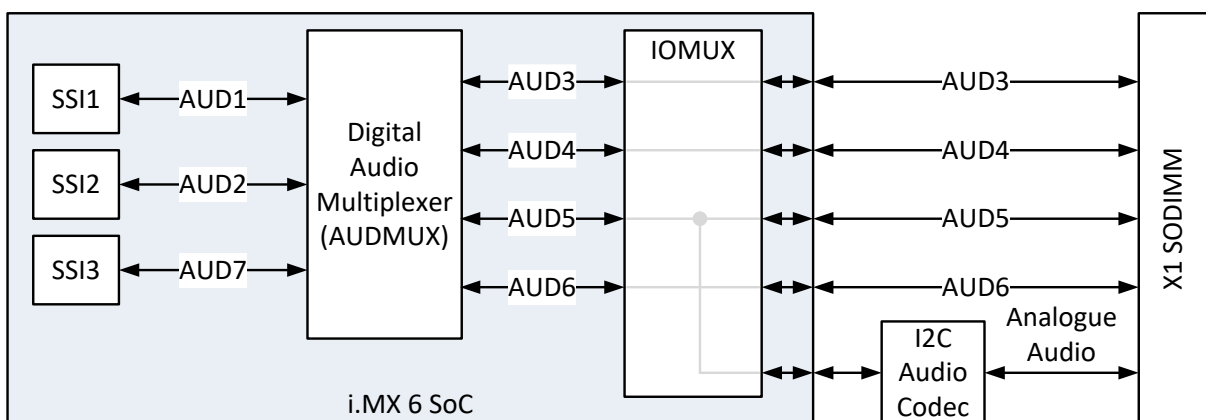 IOMUX
SSI1
AUD1
SSI2
AUD2
SSI3
AUD7
Digital
Audio
Multiplexer
(AUDMUX)
AUD3
AUD4
AUD5
AUD6
AUD3
AUD4
AUD5
AUD6
Analogue
Audio
I2C
Audio
Codec
X1 SODIMM
i.MX 6 SoC